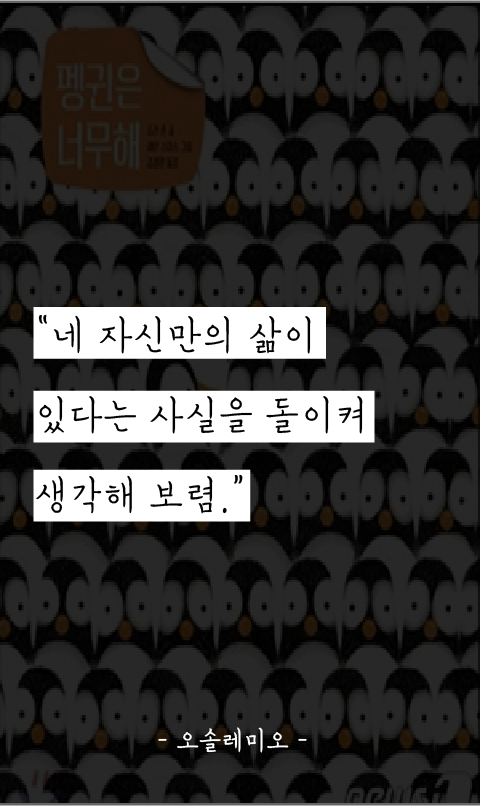 펭귄은
너무해
“네 자신만의 삶이
있다는 사실을 돌이켜
생각해 보렴.”
- 오솔레미오 -